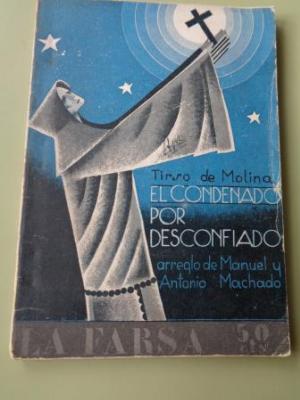 Tirso de Molina
EL CONDENADO
POR
DESCONFIADO
arreglo de Manuel y
Antonio Machado
LA FARSA 50